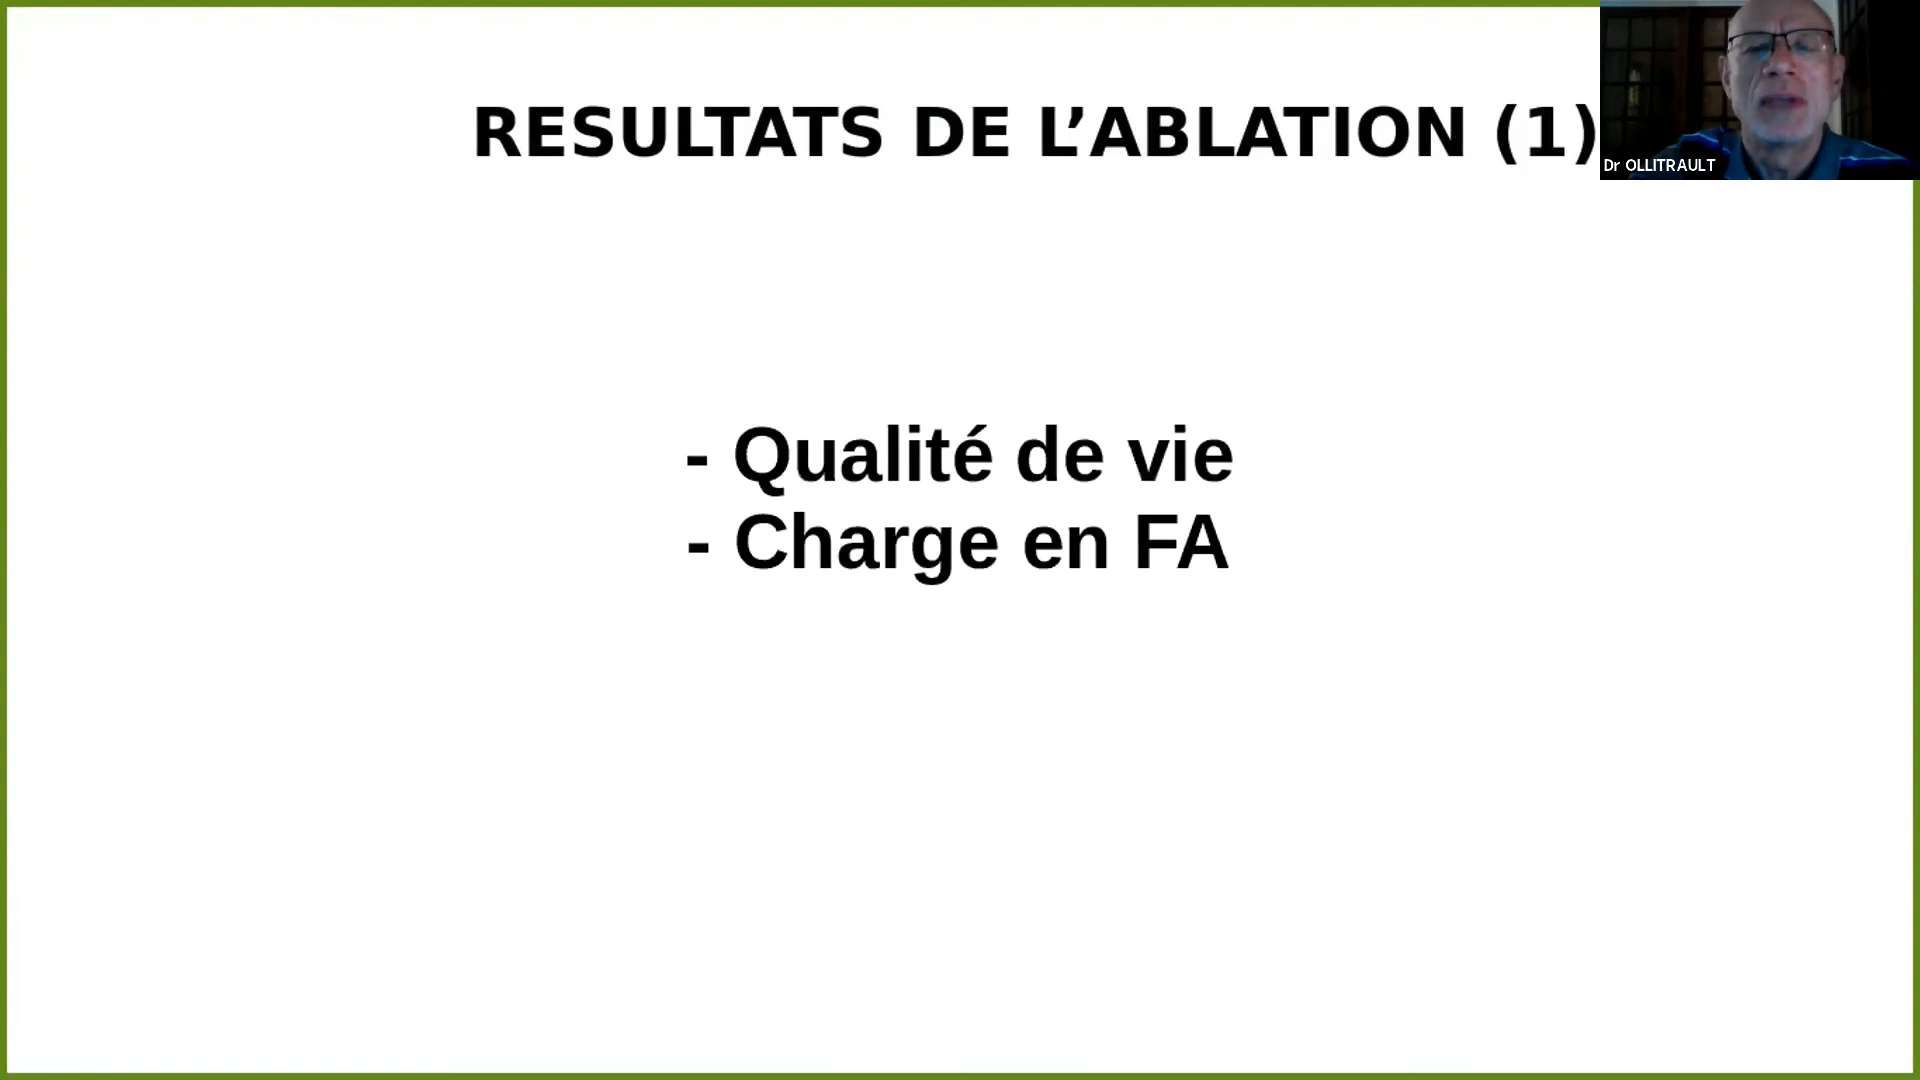 RESULTATS DE L’ABLATION (1)
Dr OLLITRAULT
- Qualité de vie
- Charge en FA